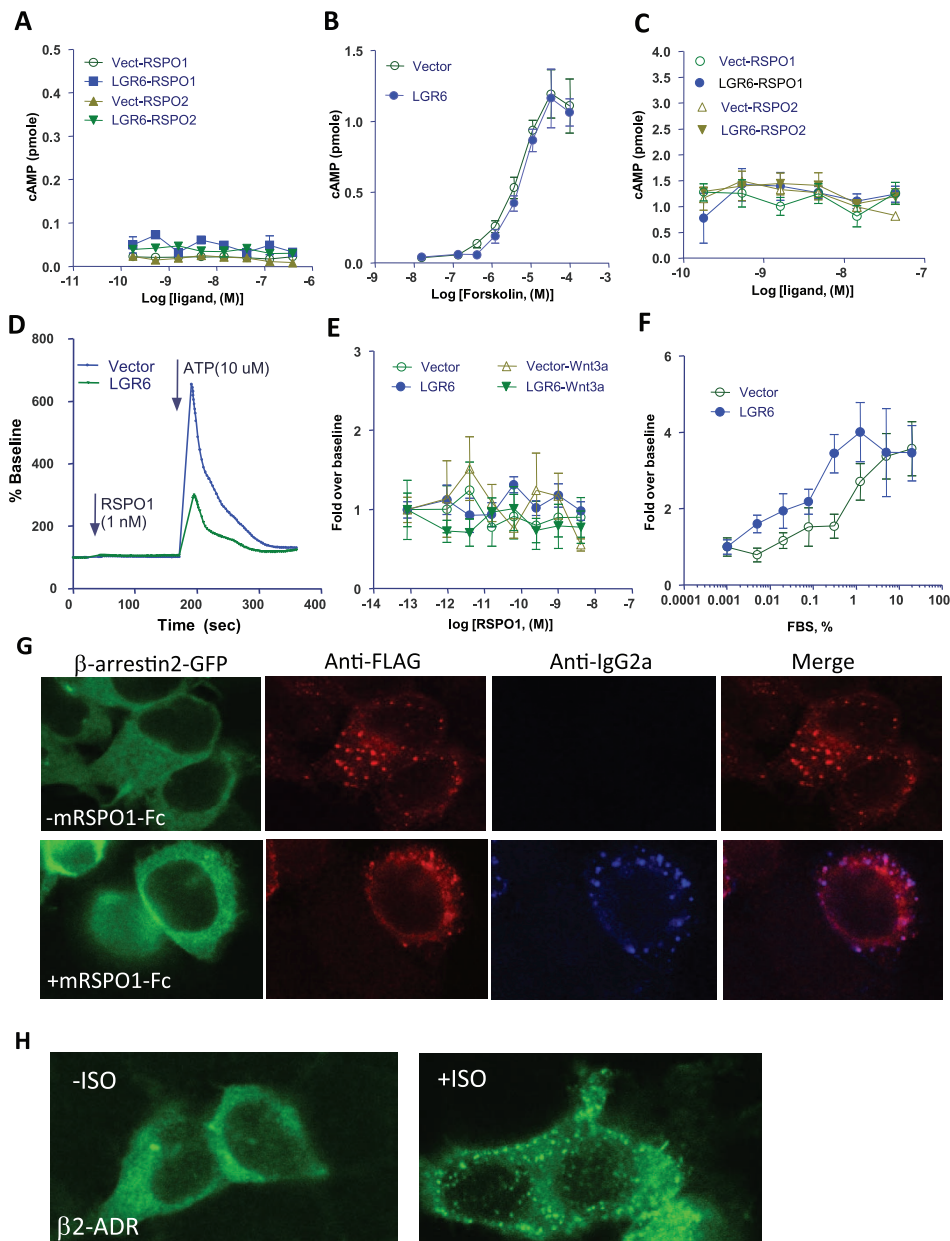 A
0.5
0.4
0.3
0.2
0.1
0.0
cAMP (pmole)
Vect-RSPO1
LGR6-RSPO1
Vect-RSPO2
LGR6-RSPO2
-10
-9
-8
-7
-6
Log [ligand, (M)]
B
1.5
1.0
0.5
0.0
cAMP (pmole)
Vector
LGR6
-9
-8
-7
-6
-5
-4
-3
Log [Forskolin, (M)]
C
4.0
3.5
3.0
2.5
2.0
1.5
1.0
0.5
0.0
cAMP (pmole)
Vect-RSPO1
LGR6-RSPO1
Vect-RSPO2
LGR6-RSPO2
-10
-9
-8
-7
Log [ligand, (M)]
D
800
600
400
200
0
% Baseline
Vector
LGR6
ATP(10 uM)
RSPO1
(1 nM)
0
100
200
300
400
Time (sec)
E
3
2
1
0
Fold over baseline
Vector
LGR6
Vector-Wnt3a
LGR6-Wnt3a
-14
-13
-12
-11
-10
-9
-8
-7
log [RSPO1, (M)]
F
6
4
2
0
Fold over baseline
Vector
LGR6
0.0001
0.001
0.01
0.1
1
10
100
FBS, %
G
β-arrestin2-GFP
Anti-FLAG
Anti-IgG2a
Merge
-mRSPO1-Fc
+mRSPO1-Fc
H
-ISO
β2-ADR
+ISO